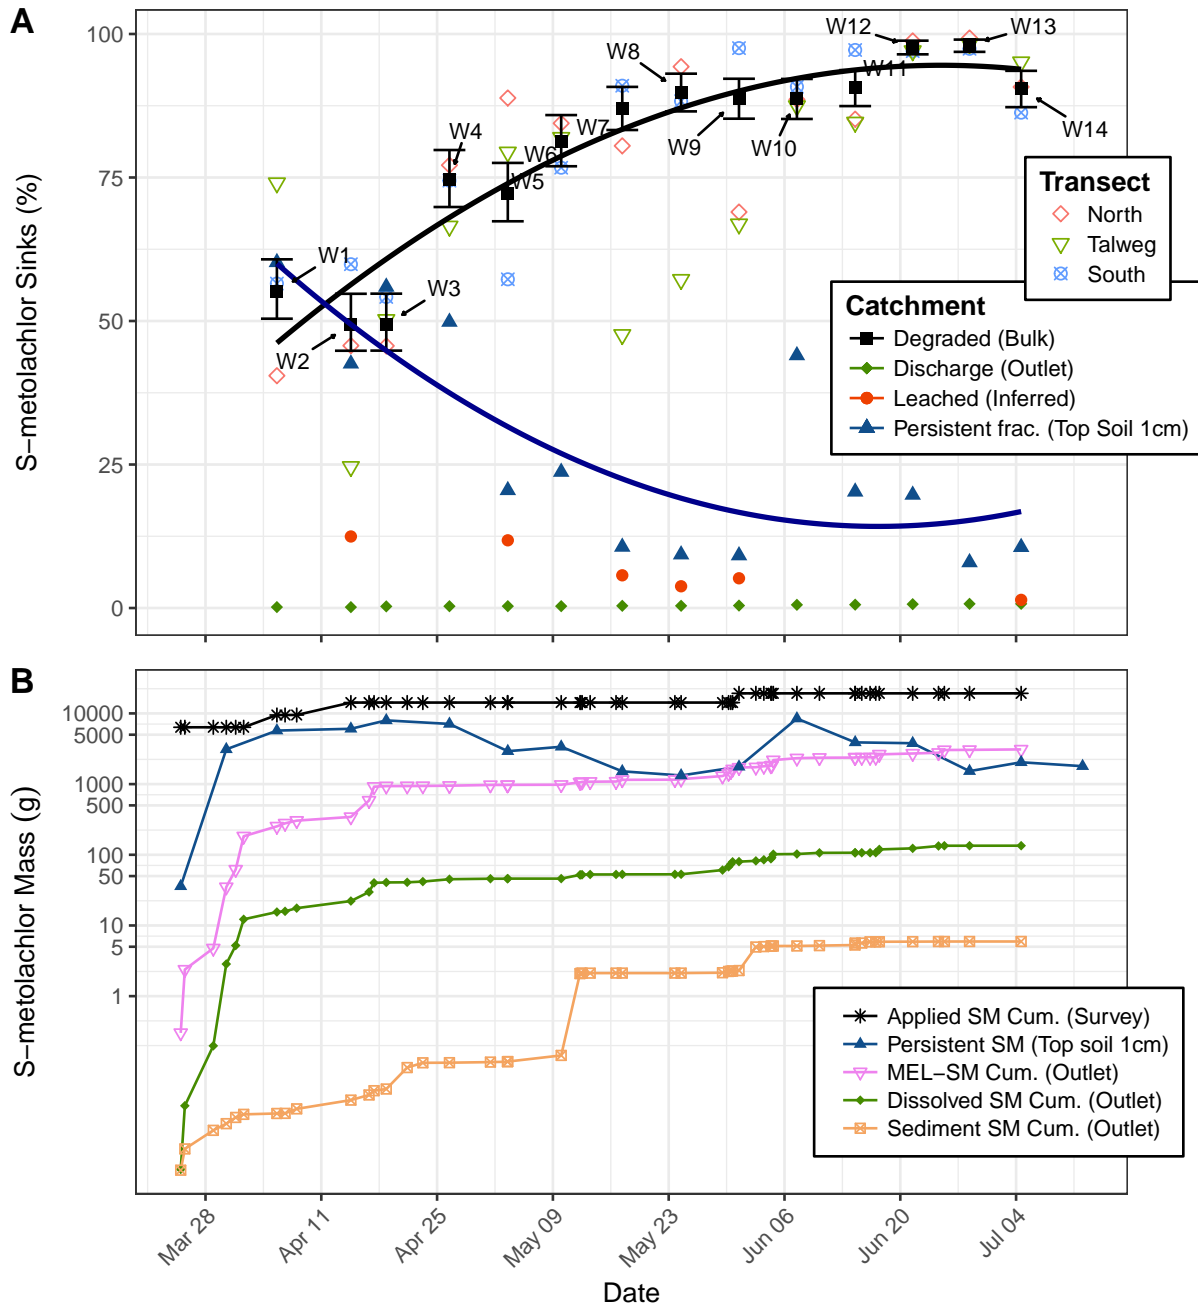 A
S−metolachlor Sinks (%)
100
75
50
25
0
W1
W2
W3
W4
W5
W6
W7
W8
W9
W10
W11
W12
W13
W14
Transect
North
Talweg
South
Catchment
Degraded (Bulk)
Discharge (Outlet)
Leached (Inferred)
Persistent frac. (Top Soil 1cm)
B
S−metolachlor Mass (g)
10000
5000
1000
500
100
50
10
5
1
Applied SM Cum. (Survey)
Persistent SM (Top soil 1cm)
MEL−SM Cum. (Outlet)
Dissolved SM Cum. (Outlet)
Sediment SM Cum. (Outlet)
Mar 28
Apr 11
Apr 25
May 09
May 23
Jun 06
Jun 20
Jul 04
Date